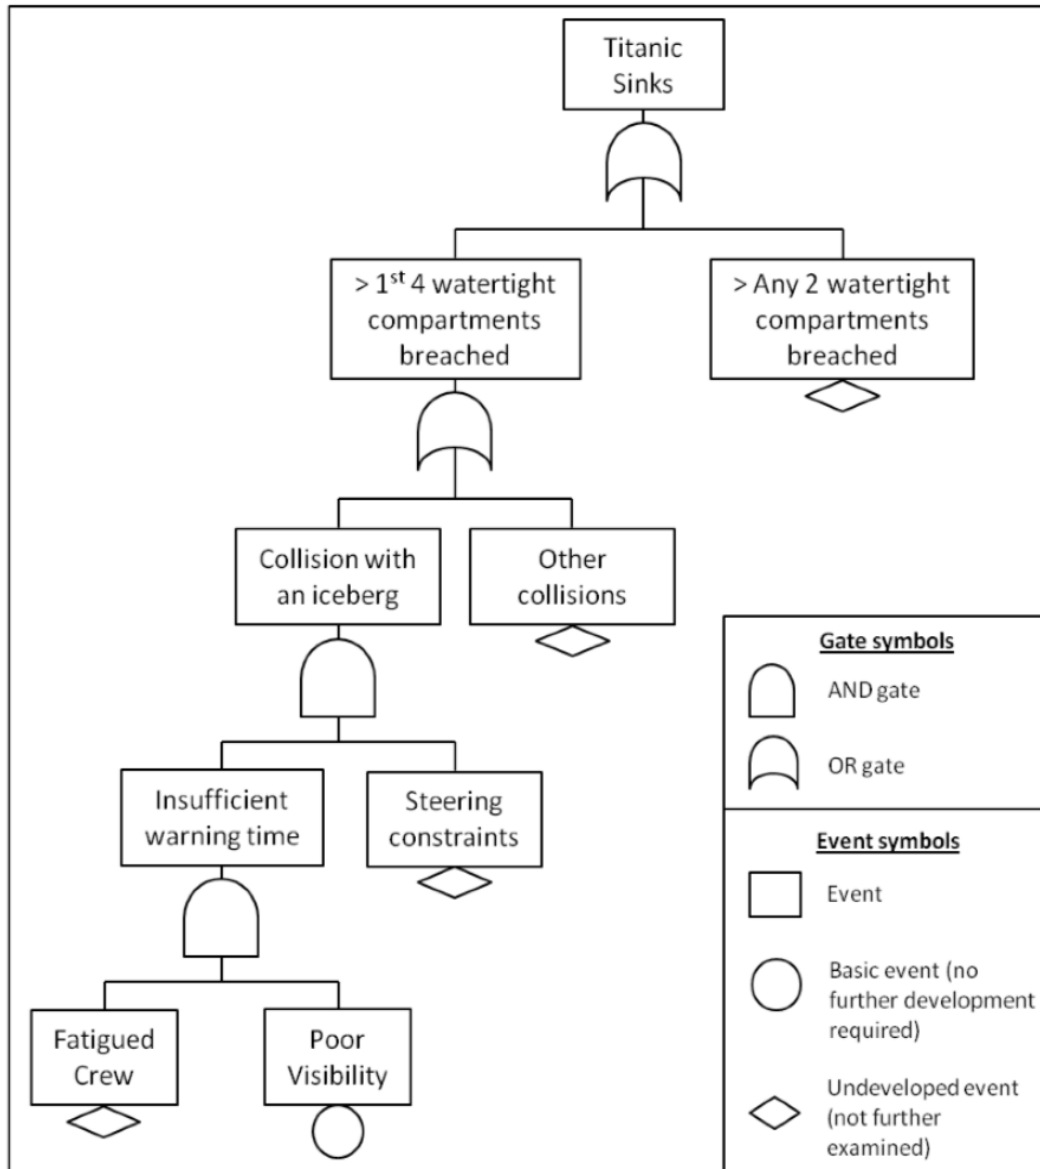 Titanic
Sinks
> 1st 4 watertight
compartments
breached
> Any 2 watertight
compartments
breached
Collision with
an iceberg
Other
collisions
Insufficient
warning time
Steering
constraints
Fatigued
Crew
Poor
Visibility
Gate symbols
AND gate
OR gate
Event symbols
Event
Basic event (no
further development
required)
Undeveloped event
(not further
examined)